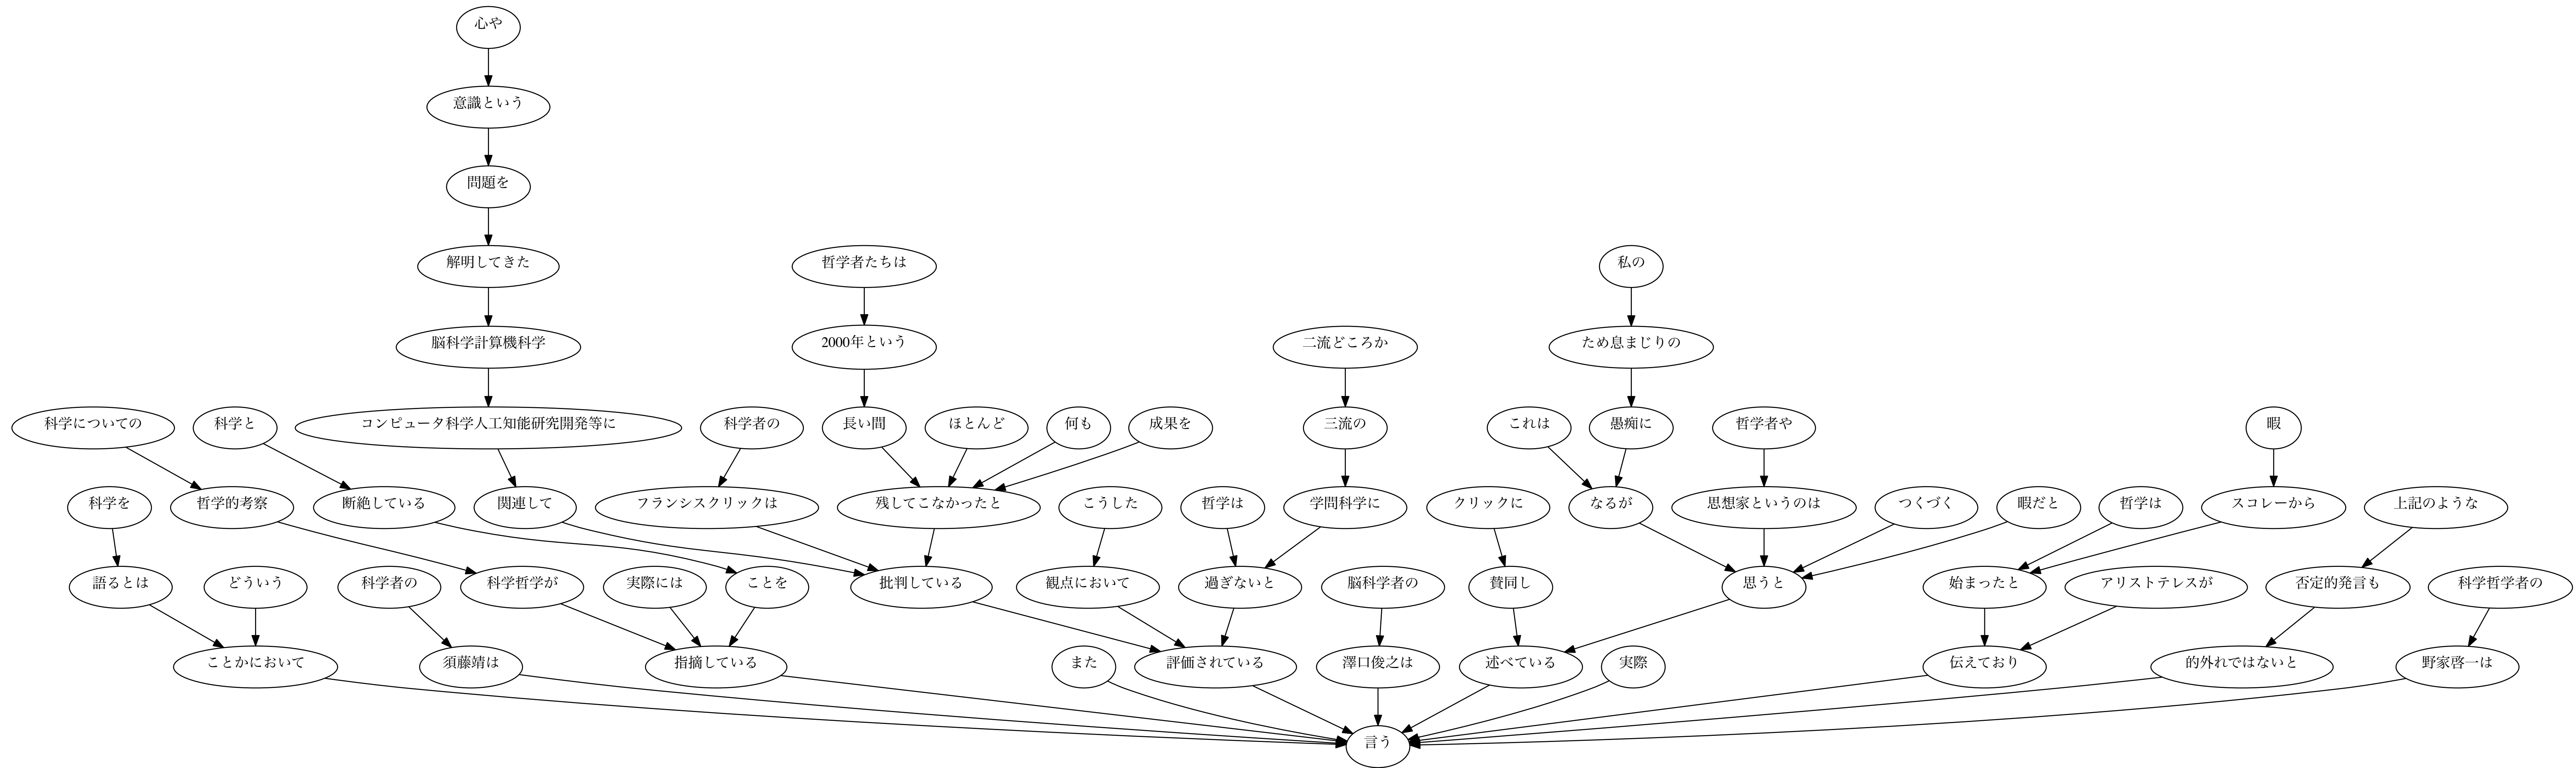 心や
意識という
問題を
解明してきた
哲学者たちは
私の
脳科学計算機科学
2000年という
二流どころか
ため息まじりの
科学についての
科学と
コンピュータ科学人工知能研究開発等に
科学者の
長い間
ほとんど
何も
成果を
三流の
これは
愚痴に
哲学者や
暇
科学を
哲学的考察
断絶している
関連して
フランシスクリックは
残してこなかったと
こうした
哲学は
学問科学に
クリックに
なるが
思想家というのは
つくづく
暇だと
哲学は
スコレーから
上記のような
語るとは
どういう
科学者の
科学哲学が
実際には
ことを
批判している
観点において
過ぎないと
脳科学者の
賛同し
思うと
始まったと
アリストテレスが
否定的発言も
科学哲学者の
ことかにおいて
須藤靖は
指摘している
また
評価されている
澤口俊之は
述べている
実際
伝えており
的外れではないと
野家啓一は
言う